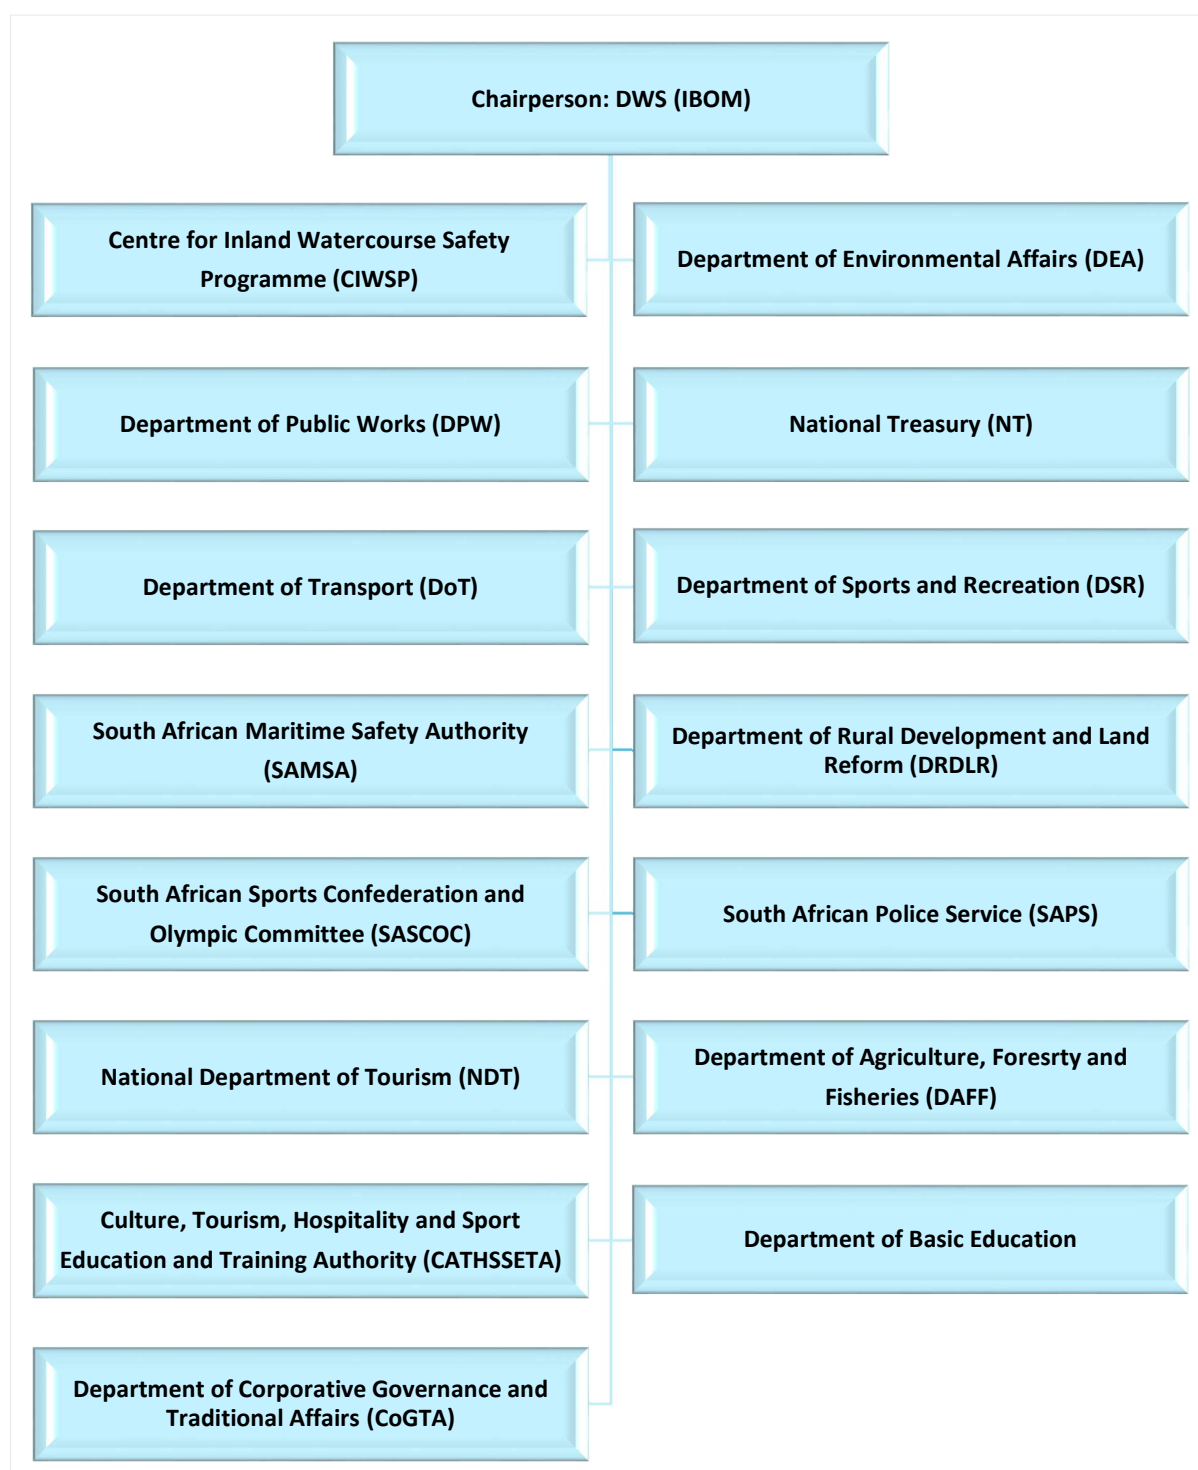 Chairperson: DWS (IBOM)
Centre for Inland Watercourse Safety
Programme (CIWSP)
Department of Environmental Affairs (DEA)
Department of Public Works (DPW)
National Treasury (NT)
Department of Transport (DoT)
Department of Sports and Recreation (DSR)
South African Maritime Safety Authority
(SAMSA)
Department of Rural Development and Land
Reform (DRDLR)
South African Sports Confederation and
Olympic Committee (SASCOC)
South African Police Service (SAPS)
National Department of Tourism (NDT)
Department of Agriculture, Foresrty and
Fisheries (DAFF)
Culture, Tourism, Hospitality and Sport
Education and Training Authority (CATHSSETA)
Department of Basic Education
Department of Corporative Governance and
Traditional Affairs (CoGTA)